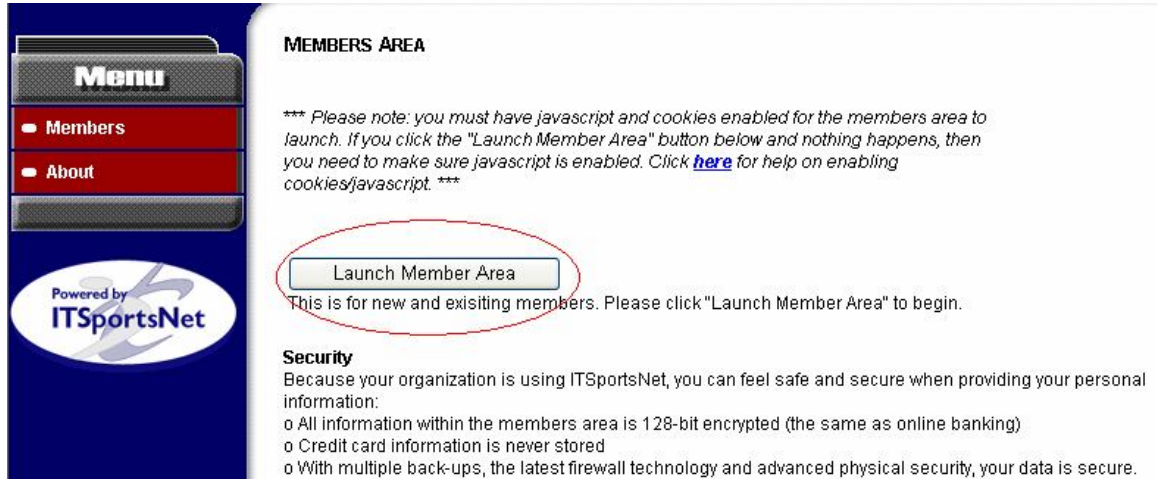 Menu
Members
About
Powered by
ITSportsNet
MEMBERS AREA
*** Please note: you must have javascript and cookies enabled for the members area to
launch. If you click the "Launch Member Area" button below and nothing happens, then
you need to make sure javascript is enabled. Click here for help on enabling
cookies/javascript. ***
Launch Member Area
This is for new and exisiting members. Please click "Launch Member Area" to begin.
Security
Because your organization is using ITSportsNet, you can feel safe and secure when providing your personal
information:
o All information within the members area is 128-bit encrypted (the same as online banking)
o Credit card information is never stored
o With multiple back-ups, the latest firewall technology and advanced physical security, your data is secure.